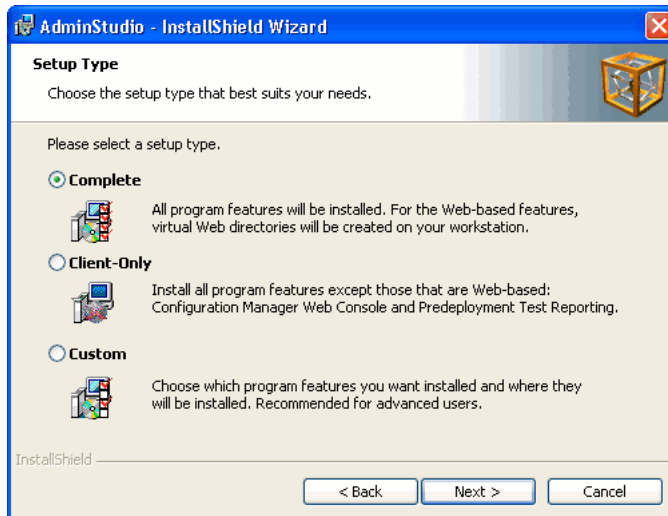 AdminStudio - InstallShield Wizard
Setup Type
Choose the setup type that best suits your needs.
Please select a setup type.
Complete
All program features will be installed. For the Web-based features,
virtual Web directories will be created on your workstation.
Client-Only
Install all program features except those that are Web-based:
Configuration Manager Web Console and Predeployment Test Reporting.
Custom
Choose which program features you want installed and where they
will be installed. Recommended for advanced users.
InstallShield
< Back
Next >
Cancel